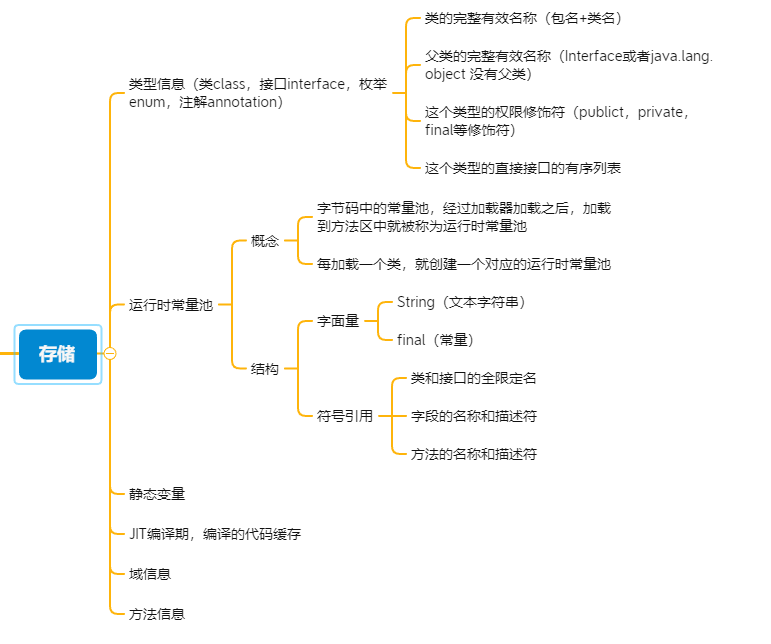 类的完整有效名称（包名+类名）
父类的完整有效名称（Interface或者java.lang.
object 没有父类）
类型信息（类class，接口interface，枚举
enum，注解annotation）
这个类型的权限修饰符（publict，private，
final等修饰符）
这个类型的直接接口的有序列表
字节码中的常量池，经过加载器加载之后，加载
到方法区中就被称为运行时常量池
概念
每加载一个类，就创建一个对应的运行时常量池
运行时常量池
String（文本字符串）
字面量
final（常量）
存储
结构
类和接口的全限定名
符号引用
字段的名称和描述符
方法的名称和描述符
静态变量
JIT编译期，编译的代码缓存
域信息
方法信息